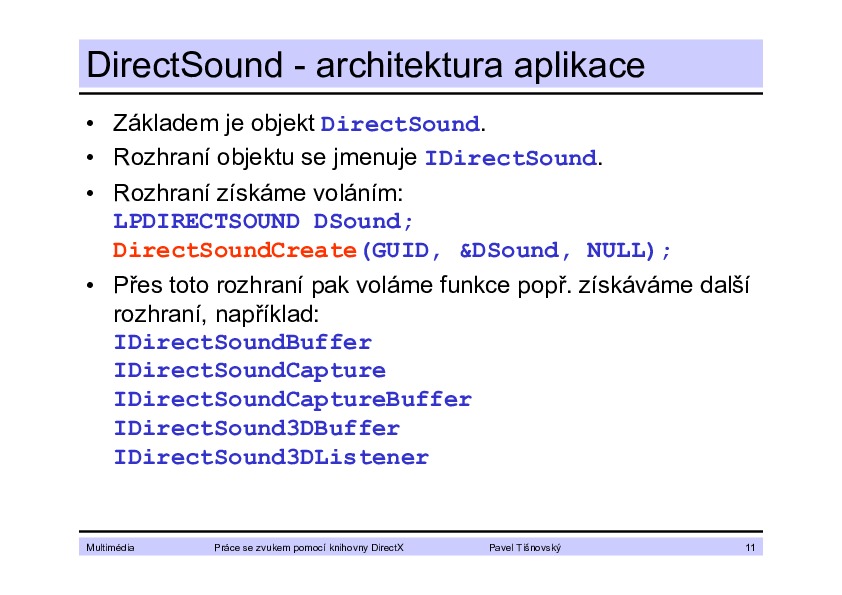 DirectSound - architektura aplikace
• Základem je objekt DirectSound.
• Rozhraní objektu se jmenuje IDirectSound.
• Rozhraní získáme voláním:
LPDIRECTSOUND DSound;
DirectSoundCreate(GUID, &DSound, NULL);
• Přes toto rozhraní pak voláme funkce popř. získáváme další
rozhraní, například:
IDirectSoundBuffer
IDirectSoundCapture
IDirectSoundCaptureBuffer
IDirectSound3DBuffer
IDirectSound3DListener
Multimédia Práce se zvukem pomocí knihovny DirectX Pavel Tišnovský 11